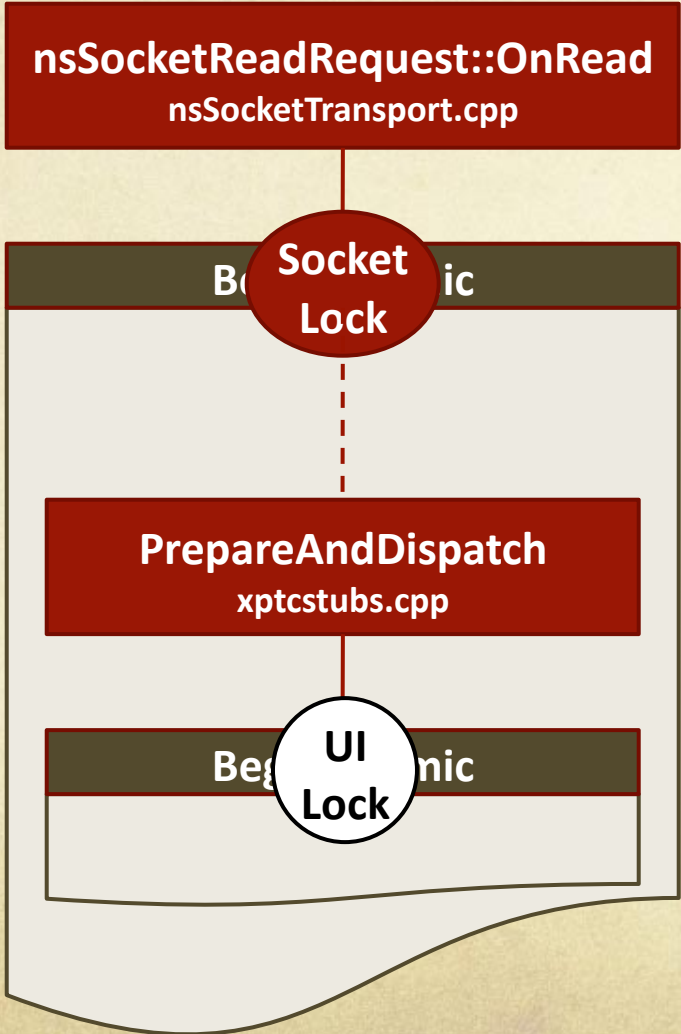 nsSocketReadRequest::OnRead
nsSocketTransport.cpp
Socket
Lock
PrepareAndDispatch
xptcstubs.cpp
UI
Lock